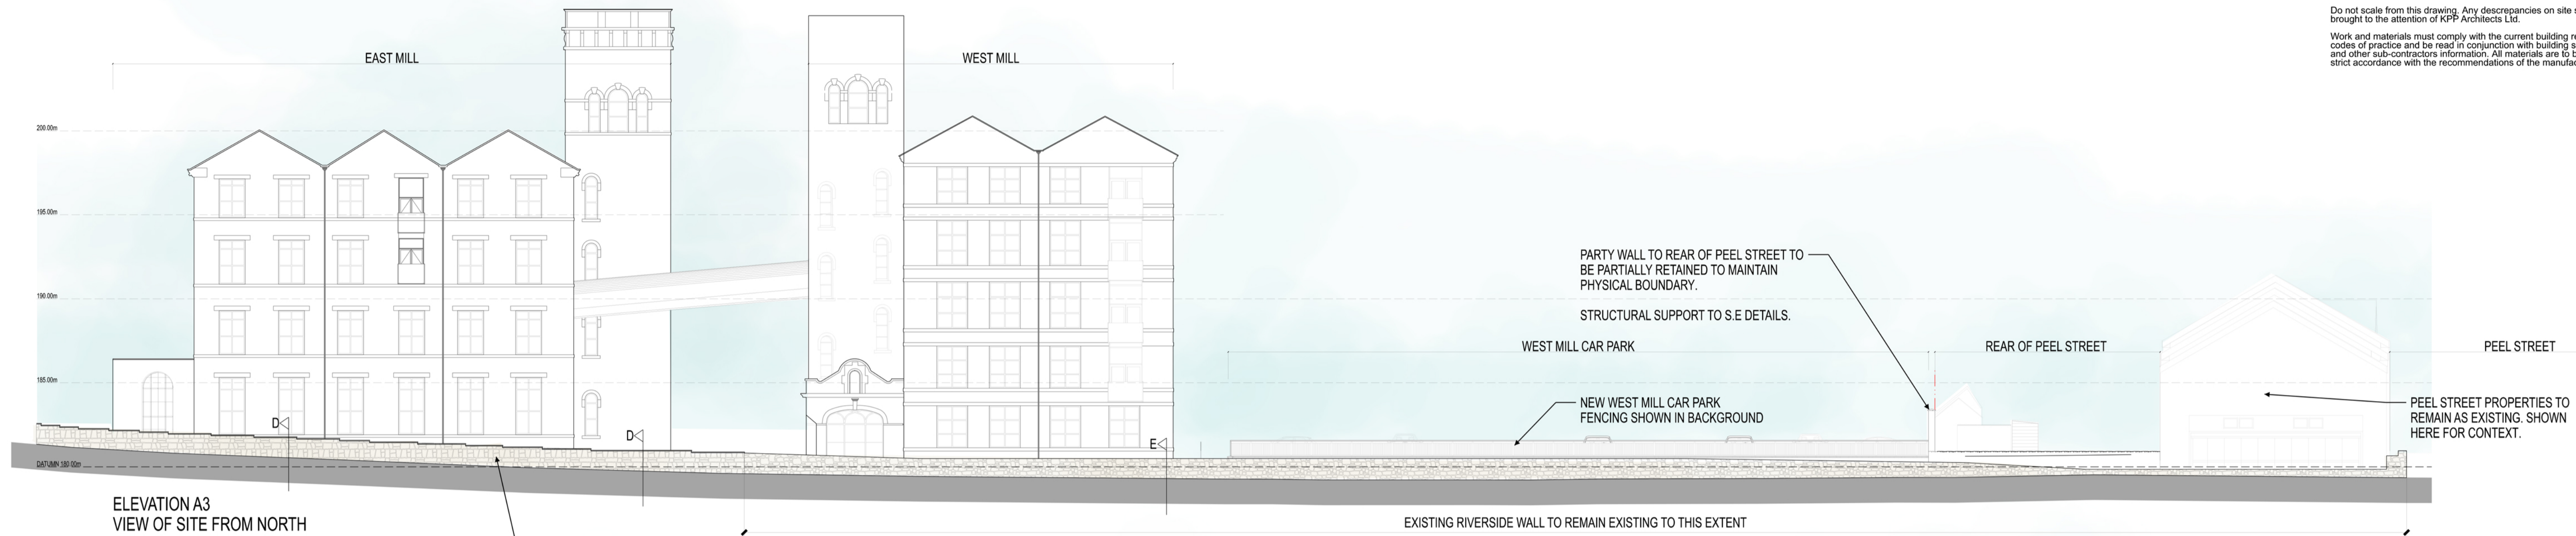 Do not scale from this drawing. Any descrepancies on site
brought to the attention of KPP Architects Ltd.
Work and materials must comply with the current building
codes of practice and be read in conjunction with building
and other sub-contractors information. All materials are to
strict accordance with the recommendations of the
EAST MILL
WEST MILL
200.00m
195.00m
190.00m
185.00m
DATUMN 180.00m
PARTY WALL TO REAR OF PEEL STREET TO
BE PARTIALLY RETAINED TO MAINTAIN
PHYSICAL BOUNDARY.
STRUCTURAL SUPPORT TO S.E DETAILS.
WEST MILL CAR PARK
REAR OF PEEL STREET
PEEL STREET
NEW WEST MILL CAR PARK
FENCING SHOWN IN BACKGROUND
PEEL STREET PROPERTIES TO
REMAIN AS EXISTING. SHOWN
HERE FOR CONTEXT.
D
D
E
ELEVATION A3
VIEW OF SITE FROM NORTH
EXISTING RIVERSIDE WALL TO REMAIN EXISTING TO THIS EXTENT